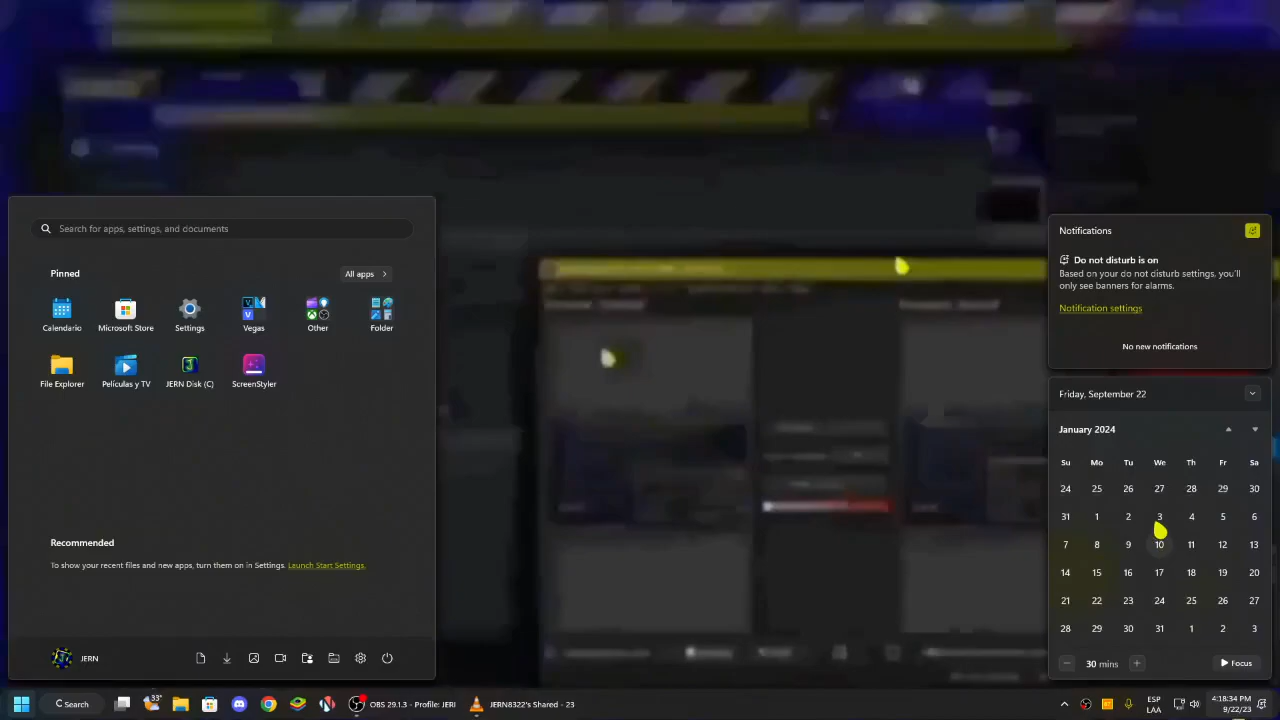 Search for apps, settings, and documents
Pinned
All apps >
Calendario
Microsoft Store
Settings
Vegas
Other
Folder
File Explorer
Películas y TV
JERN Disk (C)
ScreenStyler
Recommended
To show your recent files and new apps, turn them on in Settings. Launch Start Settings.
JERN
Notifications
Do not disturb is on
Based on your do not disturb settings, you'll
only see banners for alarms.
Notification settings
No new notifications
Friday, September 22
January 2024
Su Mo Tu We Th Fr Sa
24 25 26 27 28 29 30
31 1 2 3 4 5 6
7 8 9 10 11 12 13
14 15 16 17 18 19 20
21 22 23 24 25 26 27
28 29 30 31 1 2 3
30 mins
Focus
Search
33°
OBS 29.1.3 - Profile: JERI
JERN8322's Shared - 23
ESP
LAA
4:18:34 PM
9/22/23